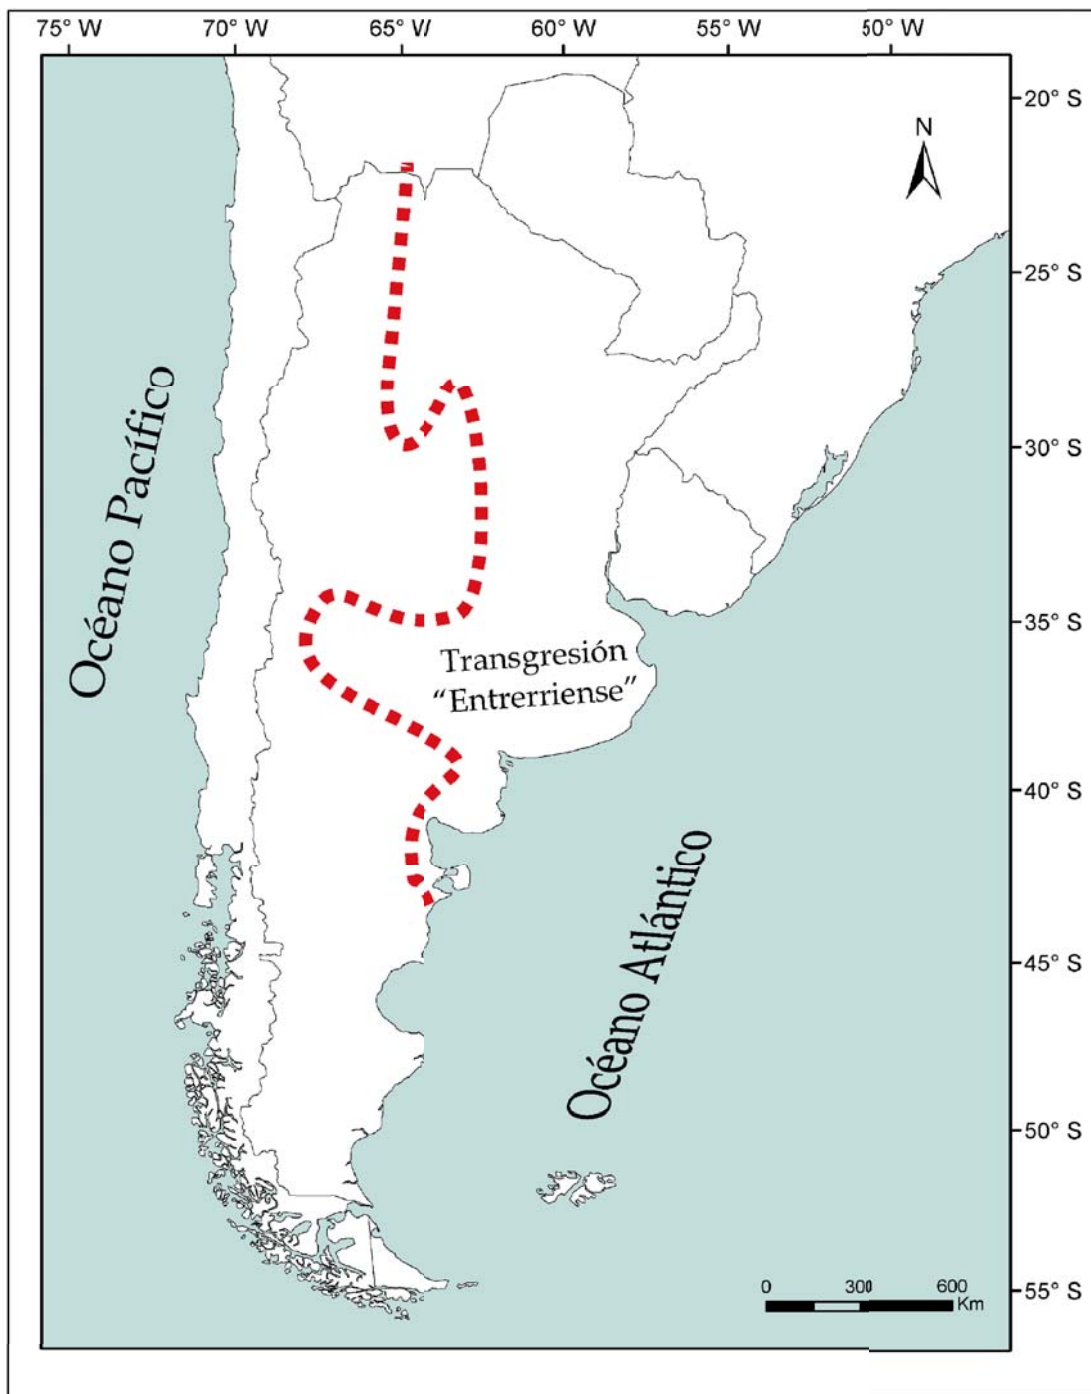 75° W 70° W 65° W 60° W 55° W 50° W
20° S
N
25° S
30° S
Océano Pacífico
35° S
Transgresión
“Entrerriense”
40° S
45° S
Océano Atlántico
50° S
55° S
0 300 600
Km